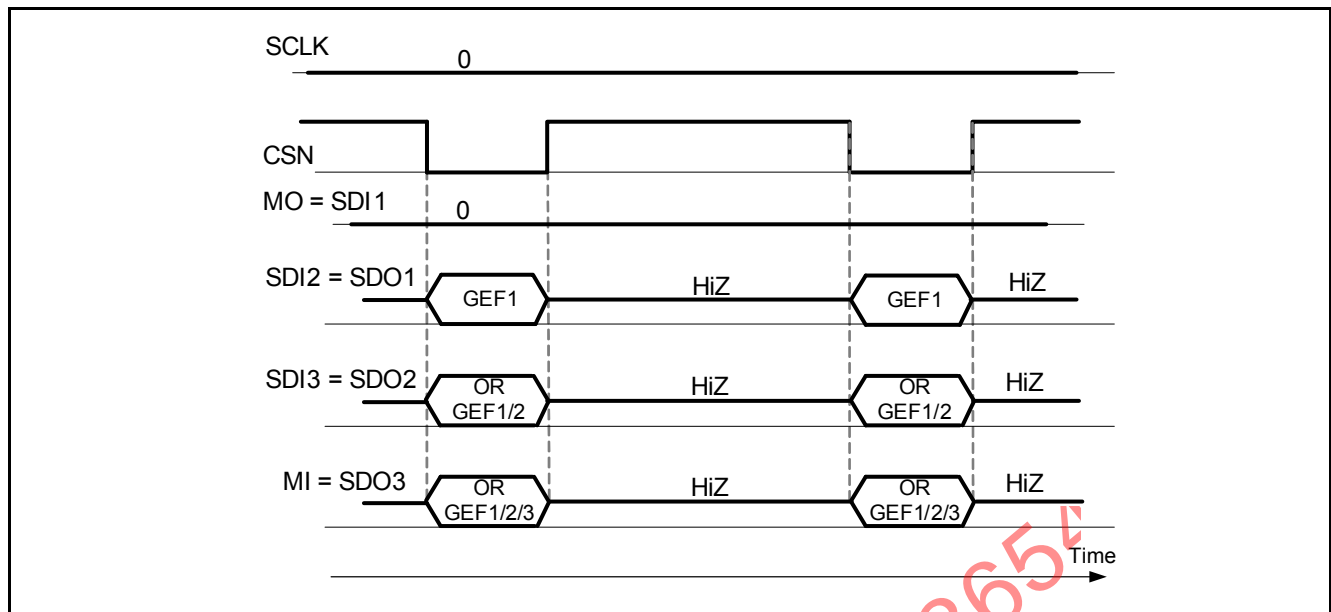 SCLK
0
CSN
MO = SDI1
0
SDI2 = SDO1
GEF1
HiZ
GEF1
HiZ
SDI3 = SDO2
OR
GEF1/2
HiZ
OR
GEF1/2
HiZ
MI = SDO3
OR
GEF1/2/3
HiZ
OR
GEF1/2/3
HiZ
Time